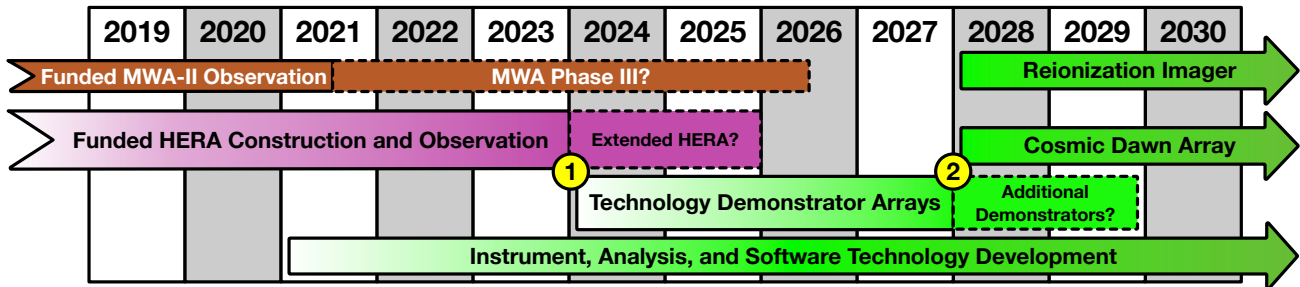 2019 2020 2021 2022 2023 2024 2025 2026 2027 2028 2029 2030
Funded MWA-II Observation MWA Phase III? Reionization Imager
Funded HERA Construction and Observation Extended HERA? Cosmic Dawn Array
1 2
Technology Demonstrator Arrays
Additional
Demonstrators?
Instrument, Analysis, and Software Technology Development